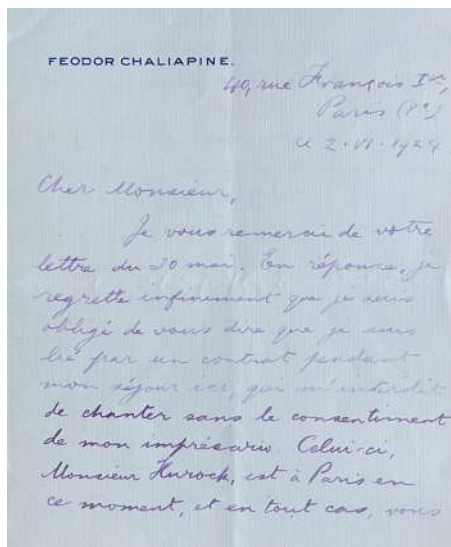 FEODOR CHALIAPINE.
40, rue François Ier,
Paris (8e)
le 2·VI·1924
Cher Monsieur,
Je vous remercie de votre
lettre du 20 mai. En réponse, je
regrette infiniment que je suis
obligé de vous dire que je suis
lié par un contrat pendant
mon séjour ici, qui m'interdit
de chanter sans le consentiment
de mon imprésario Celui-ci,
Monsieur Hurock, est à Paris en
ce moment, et en tout cas, vous